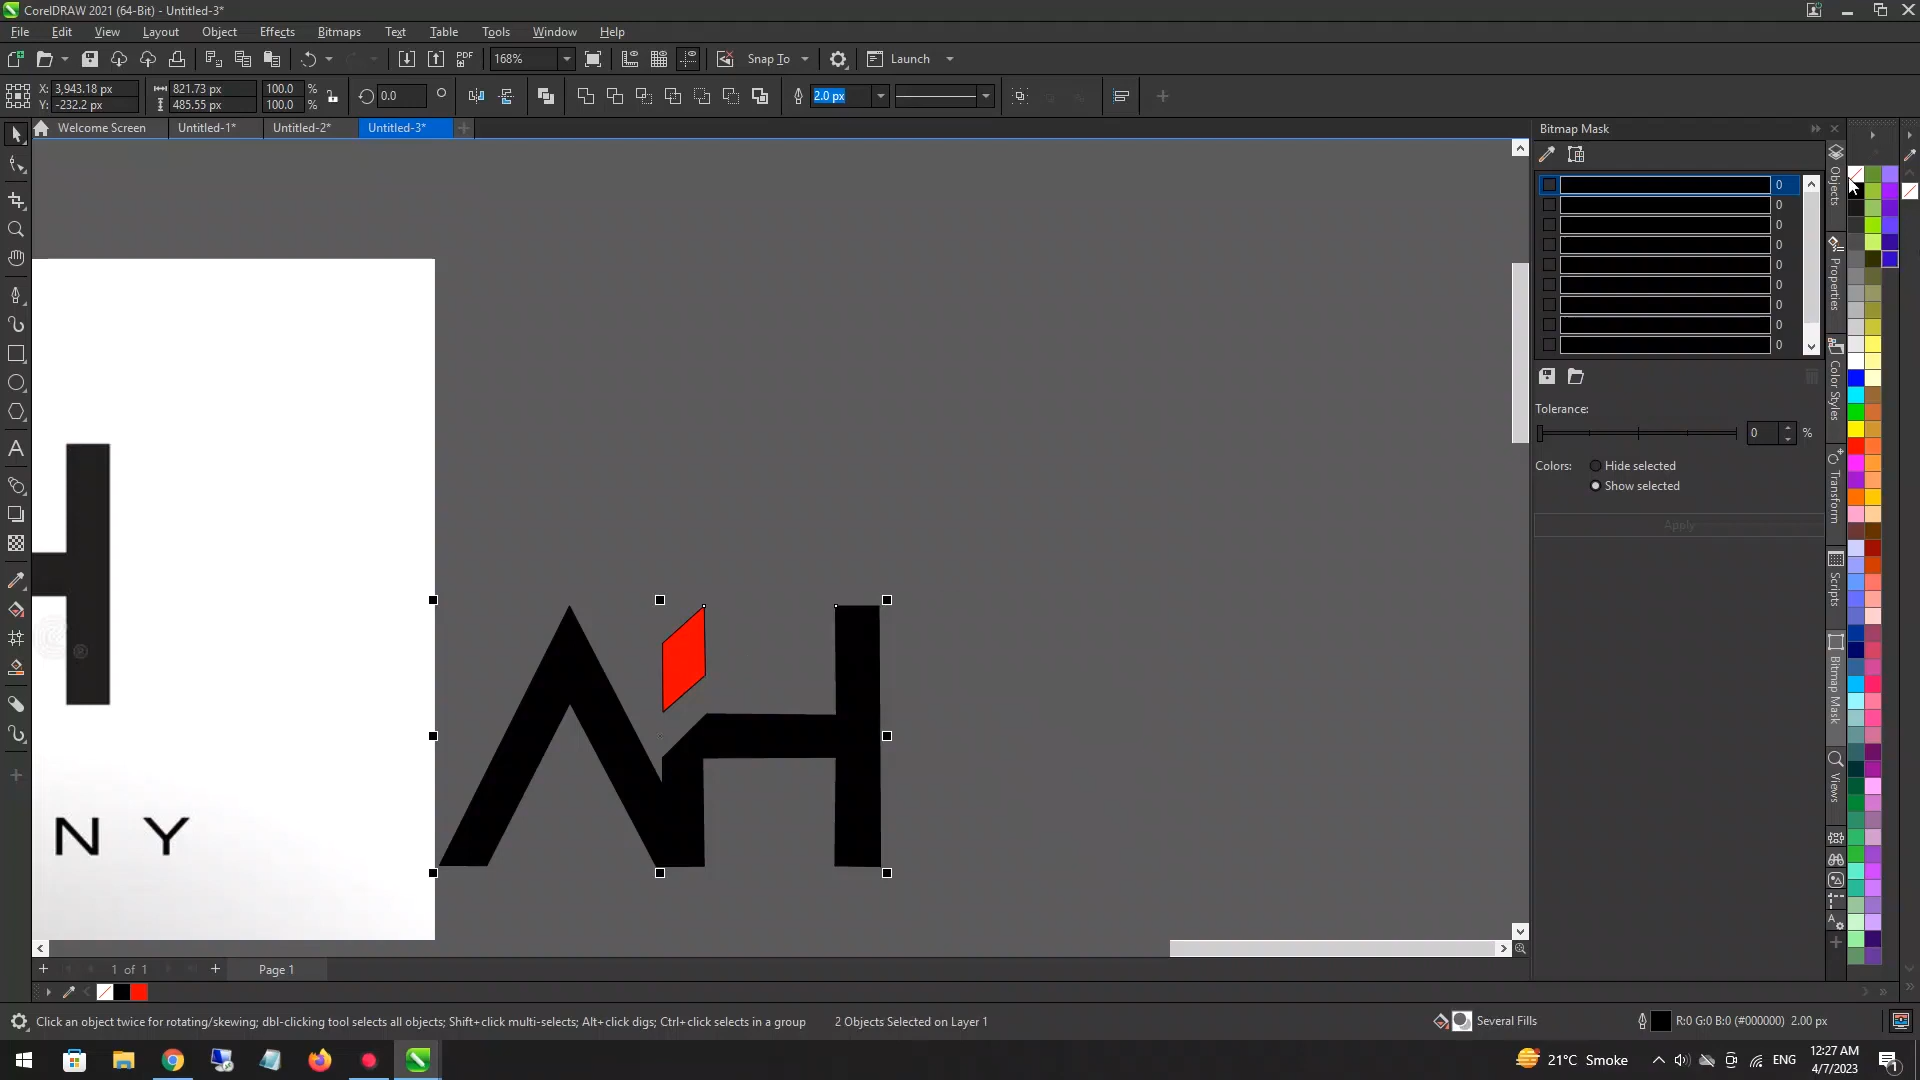 CorelDRAW 2021 (64-Bit) - Untitled-3*
File Edit View Layout Object Effects Bitmaps Text Table Tools Window Help
PDF 168% Snap To Launch
X: 3,943.18 px 821.73 px 100.0 % 0.0 2.0 px
Y: -232.2 px 485.55 px 100.0 %
Welcome Screen Untitled-1* Untitled-2* Untitled-3*
Bitmap Mask
0
0
0
0
0
0
0
0
0
Tolerance:
0 %
Colors: Hide selected
Show selected
Apply
Objects
Properties
Color Styles
Transform
Scripts
Bitmap Mask
Views
H
N Y
AH
1 of 1 Page 1
Click an object twice for rotating/skewing; dbl-clicking tool selects all objects; Shift+click multi-selects; Alt+click digs; Ctrl+click selects in a group 2 Objects Selected on Layer 1 Several Fills R:0 G:0 B:0 (#000000) 2.00 px
21°C Smoke ENG 12:27 AM
4/7/2023 1